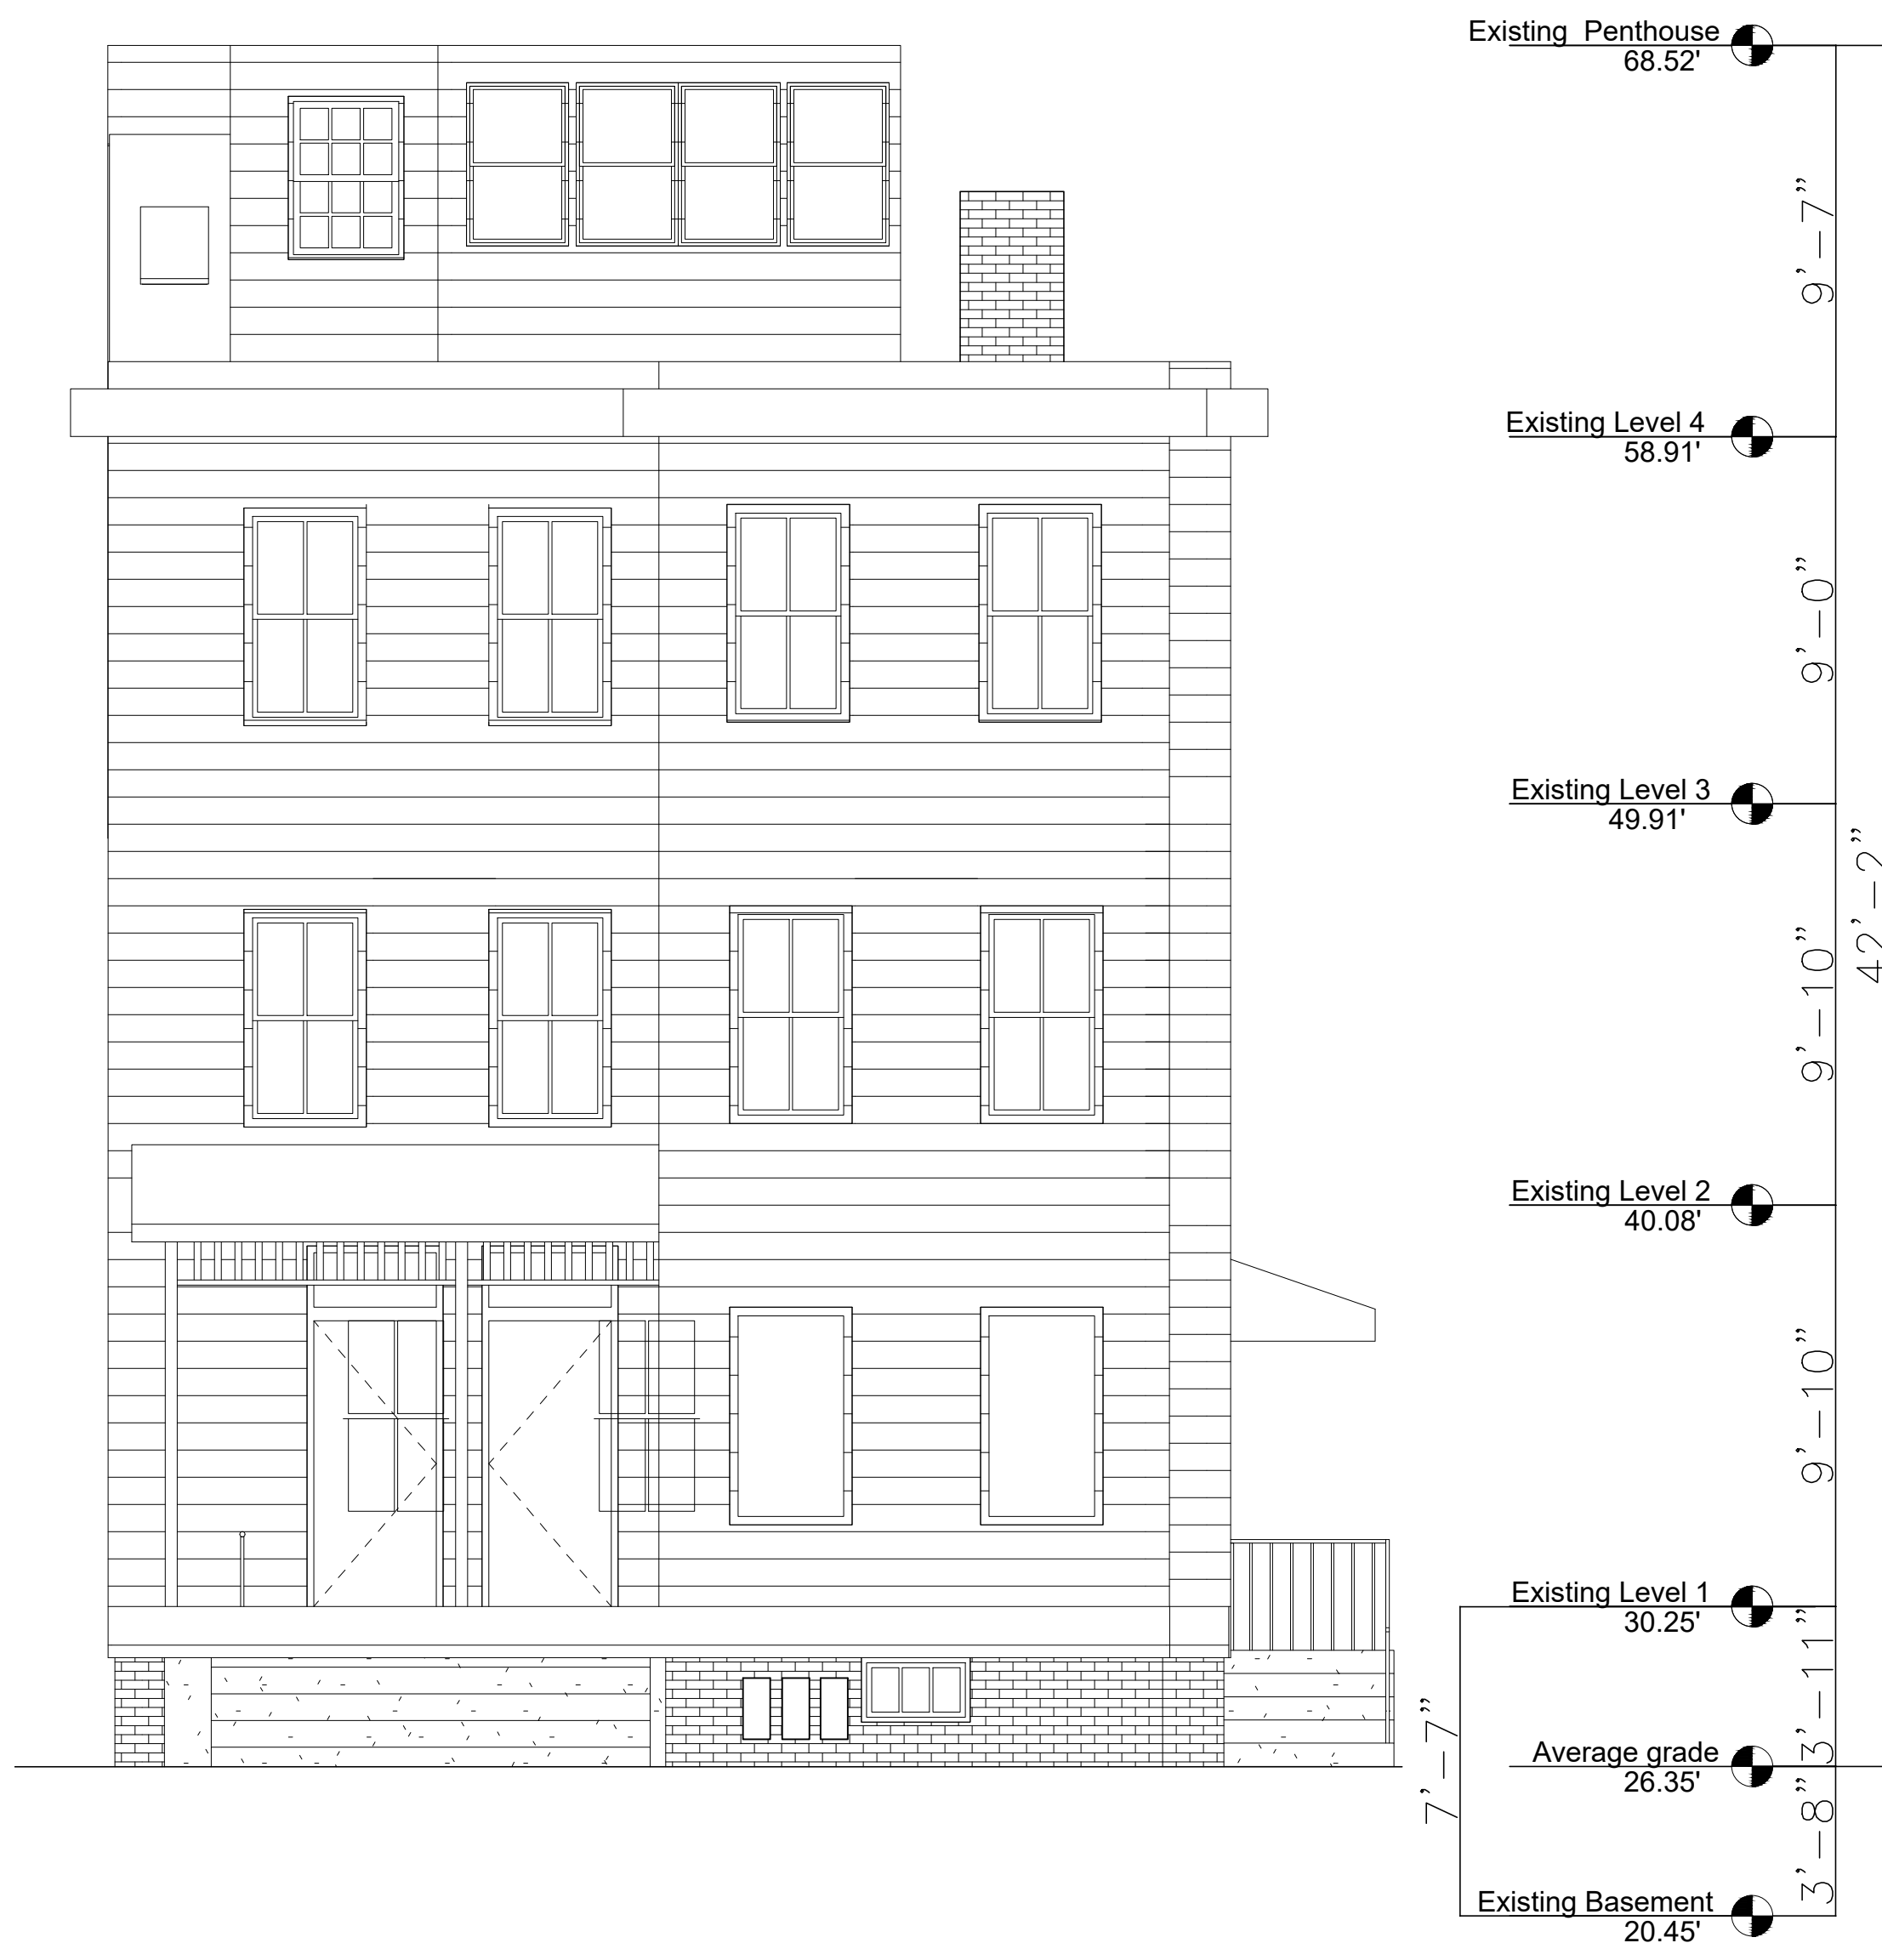 Existing  Penthouse
68.52'
9'-7"
Existing Level 4
58.91'
9'-0"
Existing Level 3
49.91'
42'-2"
9'-10"
Existing Level 2
40.08'
9'-10"
Existing Level 1
30.25'
3'-11"
7'-7"
Average grade
26.35'
3'-8"
Existing Basement
20.45'